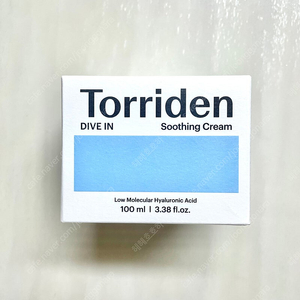 Torriden
DIVE IN Soothing Cream
Low Molecular Hyaluronic Acid
100 ml | 3.38 fl.oz.